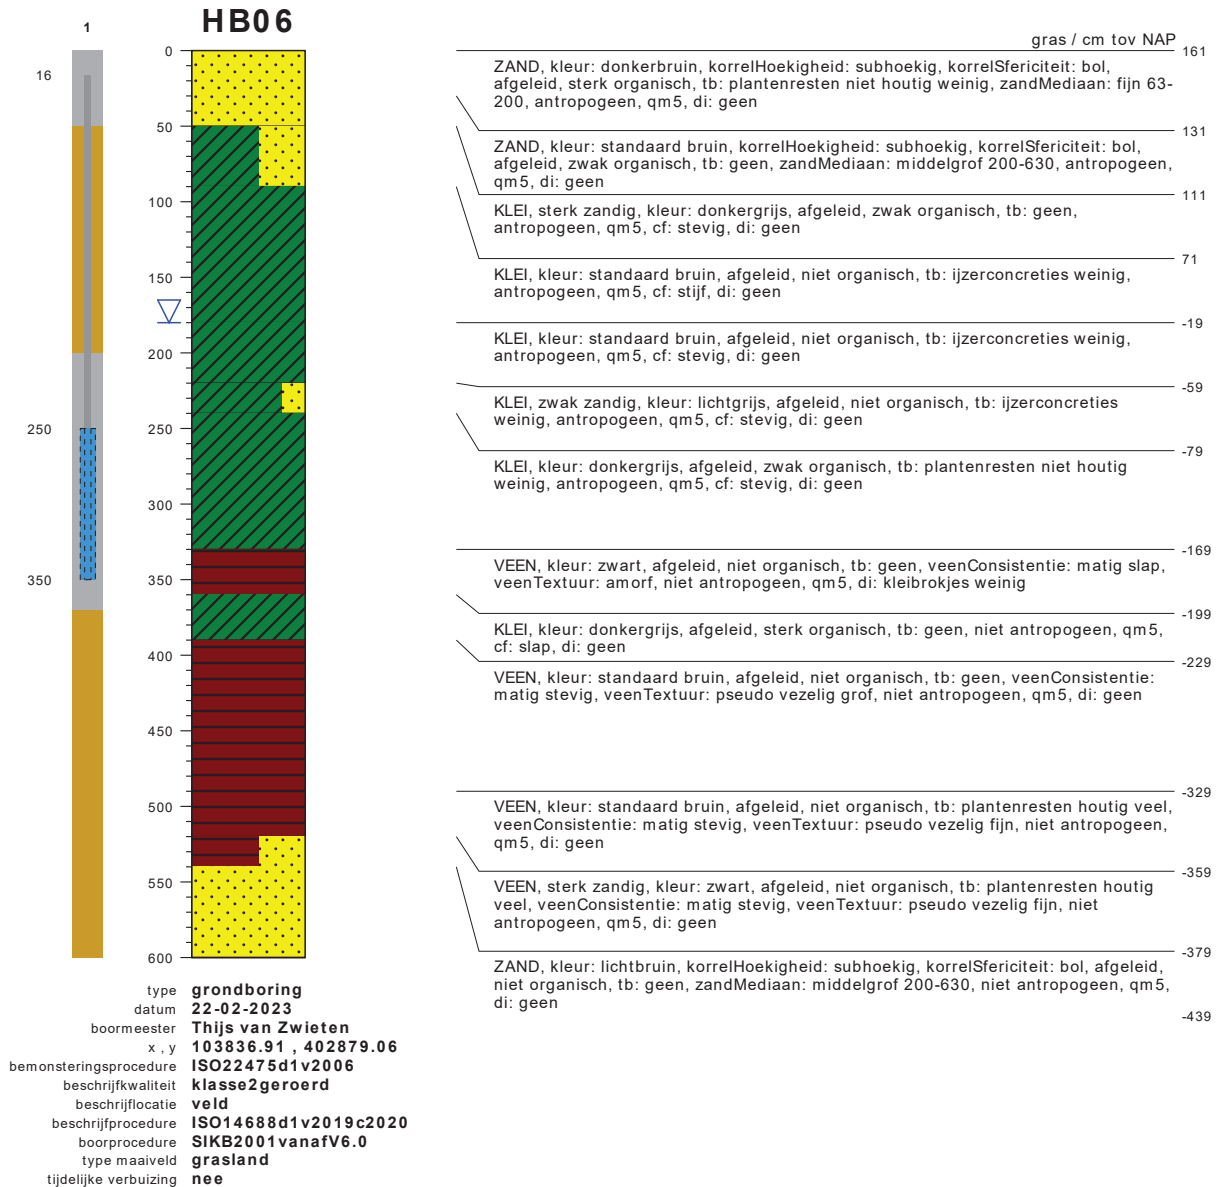 HB06
1
gras / cm tov NAP
0
16
50
100
150
200
250
250
300
350
350
400
450
500
550
600
161
ZAND, kleur: donkerbruin, korrelHoekigheid: subhoekig, korrelSfericiteit: bol,
afgeleid, sterk organisch, tb: plantenresten niet houtig weinig, zandMediaan: fijn 63-
200, antropogeen, qm5, di: geen
131
ZAND, kleur: standaard bruin, korrelHoekigheid: subhoekig, korrelSfericiteit: bol,
afgeleid, zwak organisch, tb: geen, zandMediaan: middelgrof 200-630, antropogeen,
qm5, di: geen
111
KLEI, sterk zandig, kleur: donkergrijs, afgeleid, zwak organisch, tb: geen,
antropogeen, qm5, cf: stevig, di: geen
71
KLEI, kleur: standaard bruin, afgeleid, niet organisch, tb: ijzerconcreties weinig,
antropogeen, qm5, cf: stijf, di: geen
-19
KLEI, kleur: standaard bruin, afgeleid, niet organisch, tb: ijzerconcreties weinig,
antropogeen, qm5, cf: stevig, di: geen
-59
KLEI, zwak zandig, kleur: lichtgrijs, afgeleid, niet organisch, tb: ijzerconcreties
weinig, antropogeen, qm5, cf: stevig, di: geen
-79
KLEI, kleur: donkergrijs, afgeleid, zwak organisch, tb: plantenresten niet houtig
weinig, antropogeen, qm5, cf: stevig, di: geen
-169
VEEN, kleur: zwart, afgeleid, niet organisch, tb: geen, veenConsistentie: matig slap,
veenTextuur: amorf, niet antropogeen, qm5, di: kleibrokjes weinig
-199
KLEI, kleur: donkergrijs, afgeleid, sterk organisch, tb: geen, niet antropogeen, qm5,
cf: slap, di: geen
-229
VEEN, kleur: standaard bruin, afgeleid, niet organisch, tb: geen, veenConsistentie:
matig stevig, veenTextuur: pseudo vezelig grof, niet antropogeen, qm5, di: geen
-329
VEEN, kleur: standaard bruin, afgeleid, niet organisch, tb: plantenresten houtig veel,
veenConsistentie: matig stevig, veenTextuur: pseudo vezelig fijn, niet antropogeen,
qm5, di: geen
-359
VEEN, sterk zandig, kleur: zwart, afgeleid, niet organisch, tb: plantenresten houtig
veel, veenConsistentie: matig stevig, veenTextuur: pseudo vezelig fijn, niet
antropogeen, qm5, di: geen
-379
ZAND, kleur: lichtbruin, korrelHoekigheid: subhoekig, korrelSfericiteit: bol, afgeleid,
niet organisch, tb: geen, zandMediaan: middelgrof 200-630, niet antropogeen, qm5,
di: geen
-439
type grondboring
datum 22-02-2023
boormeester Thijs van Zwieten
x , y 103836.91 , 402879.06
bemonsteringsprocedure ISO22475d1v2006
beschrijfkwaliteit klasse2geroerd
beschrijflocatie veld
beschrijfprocedure ISO14688d1v2019c2020
boorprocedure SIKB2001vanafV6.0
type maaiveld grasland
tijdelijke verbuizing nee